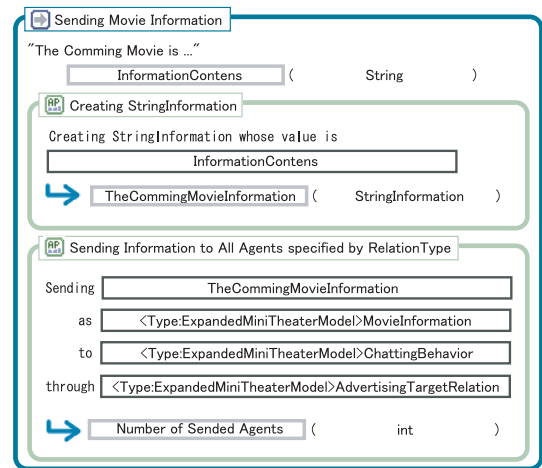 Sending Movie Information
"The Comming Movie is ..."
InformationContens ( String )
AP Creating StringInformation
Creating StringInformation whose value is
InformationContens
TheCommingMovieInformation ( StringInformation )
AP Sending Information to All Agents specified by RelationType
Sending TheCommingMovieInformation
as <Type:ExpandedMiniTheaterModel>MovieInformation
to <Type:ExpandedMiniTheaterModel>ChattingBehavior
through <Type:ExpandedMiniTheaterModel>AdvertisingTargetRelation
Number of Sended Agents ( int )